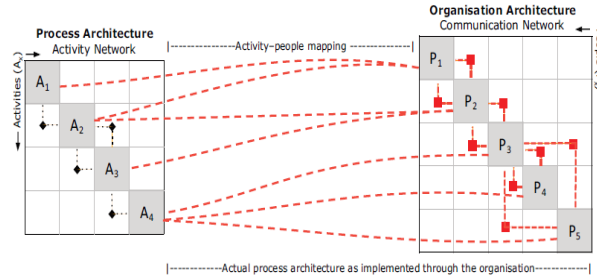 Process Architecture
Activity Network
Organisation Architecture
Communication Network
|--------------Activity–people mapping--------------|
Activities (Aₓ)
A₁
A₂
A₃
A₄
P₁
P₂
P₃
P₄
P₅
|---------------Actual process architecture as implemented through the organisation-------------|